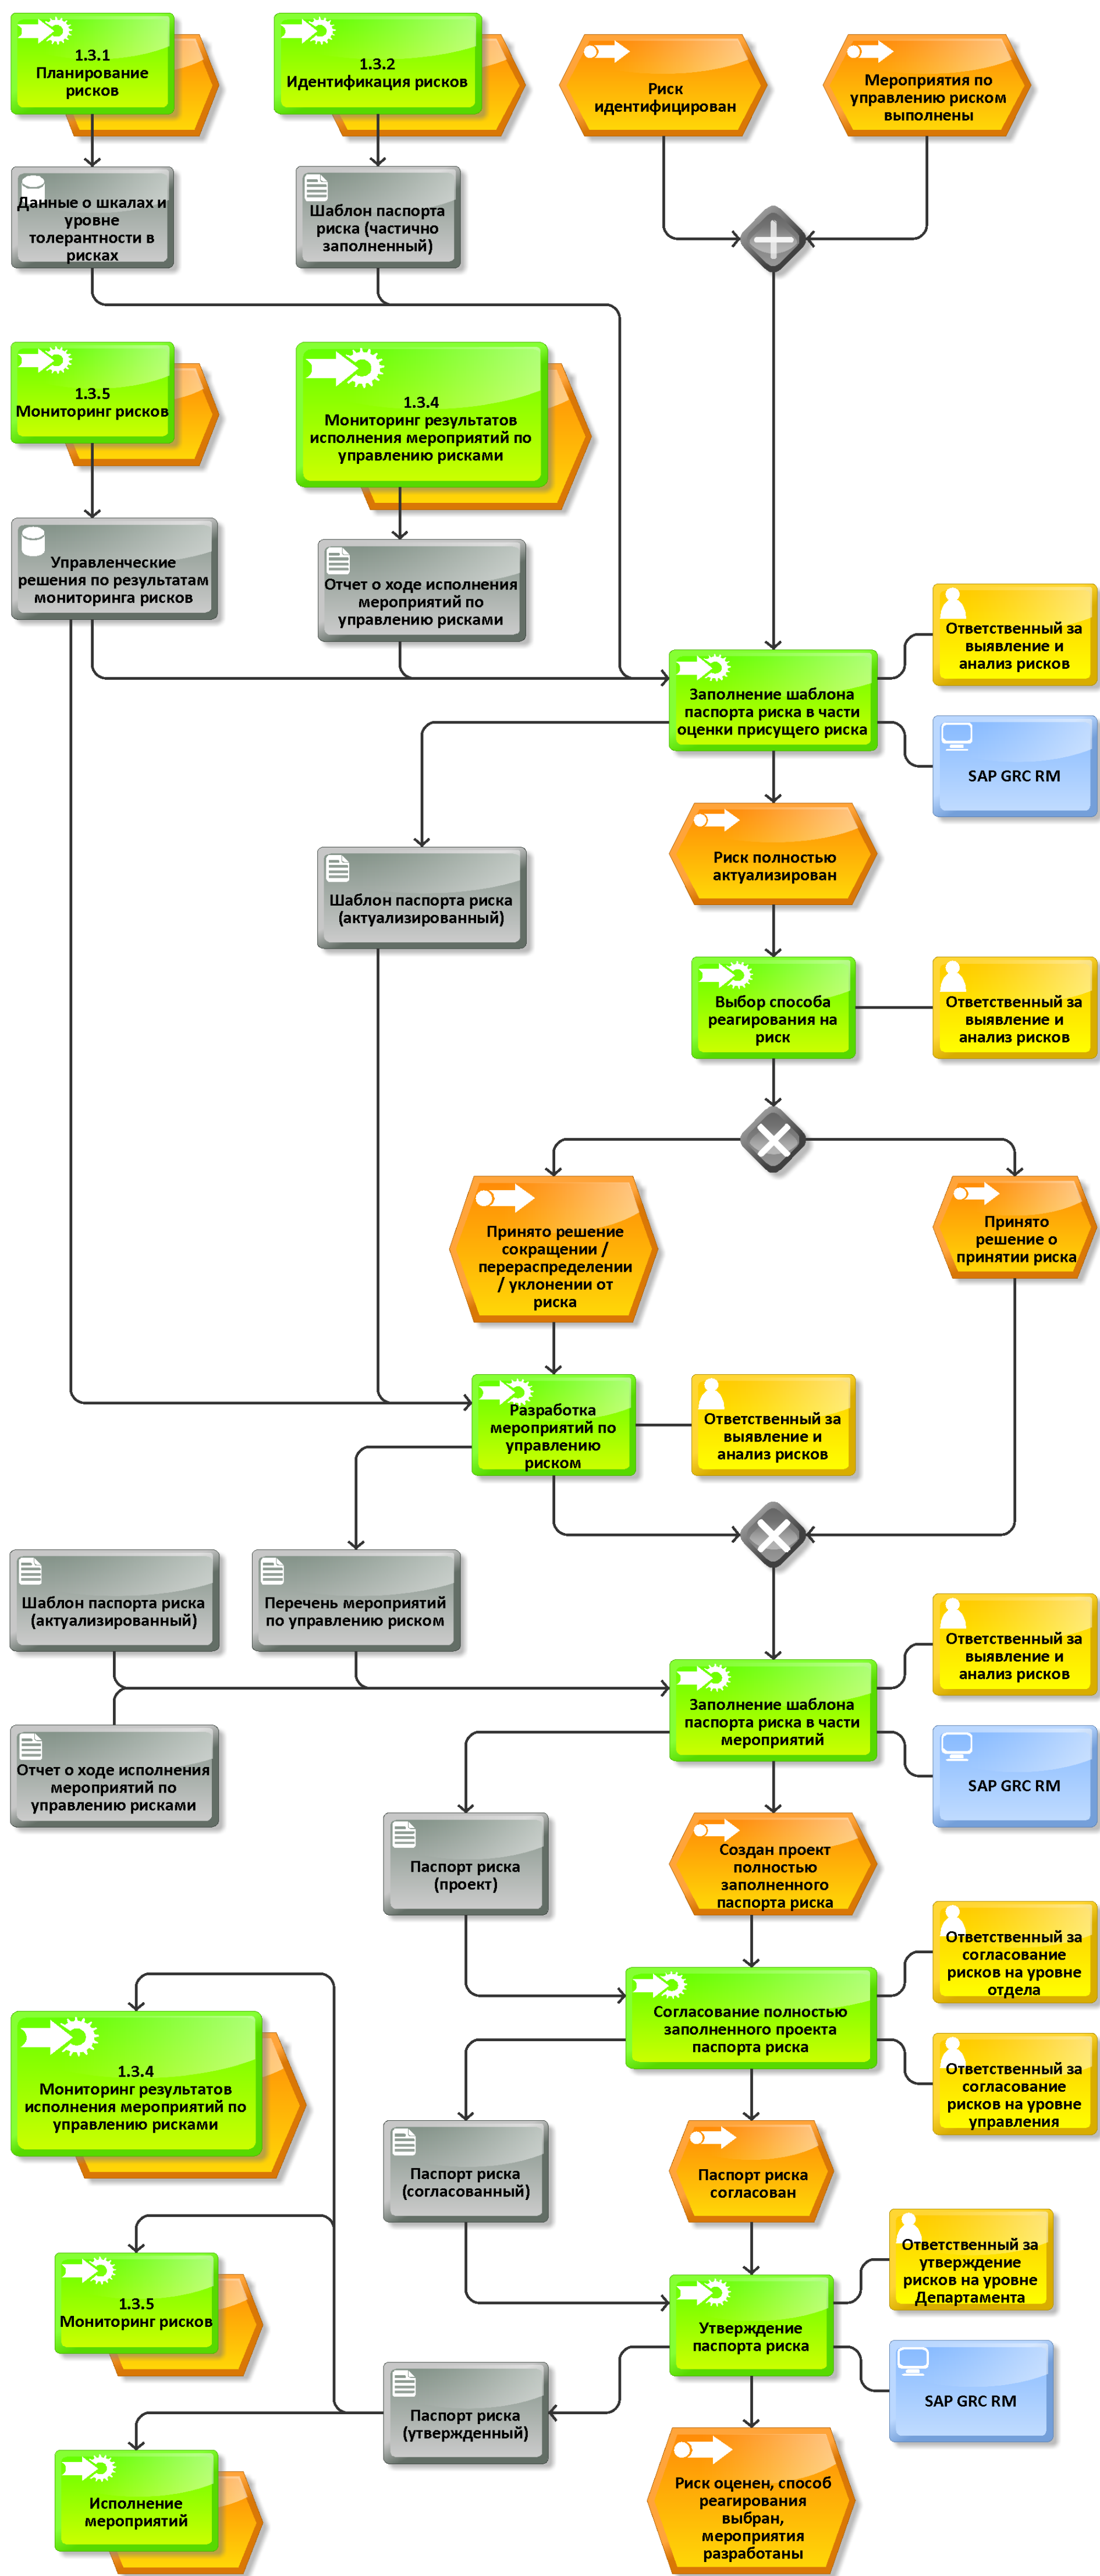 1.3.1
Планирование
рисков
1.3.2
Идентификация рисков
Риск
идентифицирован
Мероприятия по
управлению риском
выполнены
Данные о шкалах и
уровне
толерантности в
рисках
Шаблон паспорта
риска (частично
заполненный)
1.3.5
Мониторинг рисков
1.3.4
Мониторинг результатов
исполнения мероприятий по
управлению рисками
Управленческие
решения по результатам
мониторинга рисков
Отчет о ходе исполнения
мероприятий по
управлению рисками
Ответственный за
выявление и
анализ рисков
Заполнение шаблона
паспорта риска в части
оценки присущего риска
SAP GRC RM
Риск полностью
актуализирован
Шаблон паспорта риска
(актуализированный)
Выбор способа
реагирования на
риск
Ответственный за
выявление и
анализ рисков
Принято решение
сокращении /
перераспределении
/ уклонении от
риска
Принято
решение о
принятии риска
Разработка
мероприятий по
управлению
риском
Ответственный за
выявление и
анализ рисков
Шаблон паспорта риска
(актуализированный)
Перечень мероприятий
по управлению риском
Ответственный за
выявление и
анализ рисков
Заполнение шаблона
паспорта риска в части
мероприятий
Отчет о ходе исполнения
мероприятий по
управлению рисками
SAP GRC RM
Паспорт риска
(проект)
Создан проект
полностью
заполненного
паспорта риска
Ответственный за
согласование
рисков на уровне
отдела
Согласование полностью
заполненного проекта
паспорта риска
Ответственный за
согласование
рисков на уровне
управления
1.3.4
Мониторинг результатов
исполнения мероприятий по
управлению рисками
Паспорт риска
(согласованный)
Паспорт риска
согласован
Ответственный за
утверждение
рисков на уровне
Департамента
1.3.5
Мониторинг рисков
Утверждение
паспорта риска
SAP GRC RM
Паспорт риска
(утвержденный)
Исполнение
мероприятий
Риск оценен, способ
реагирования
выбран,
мероприятия
разработаны